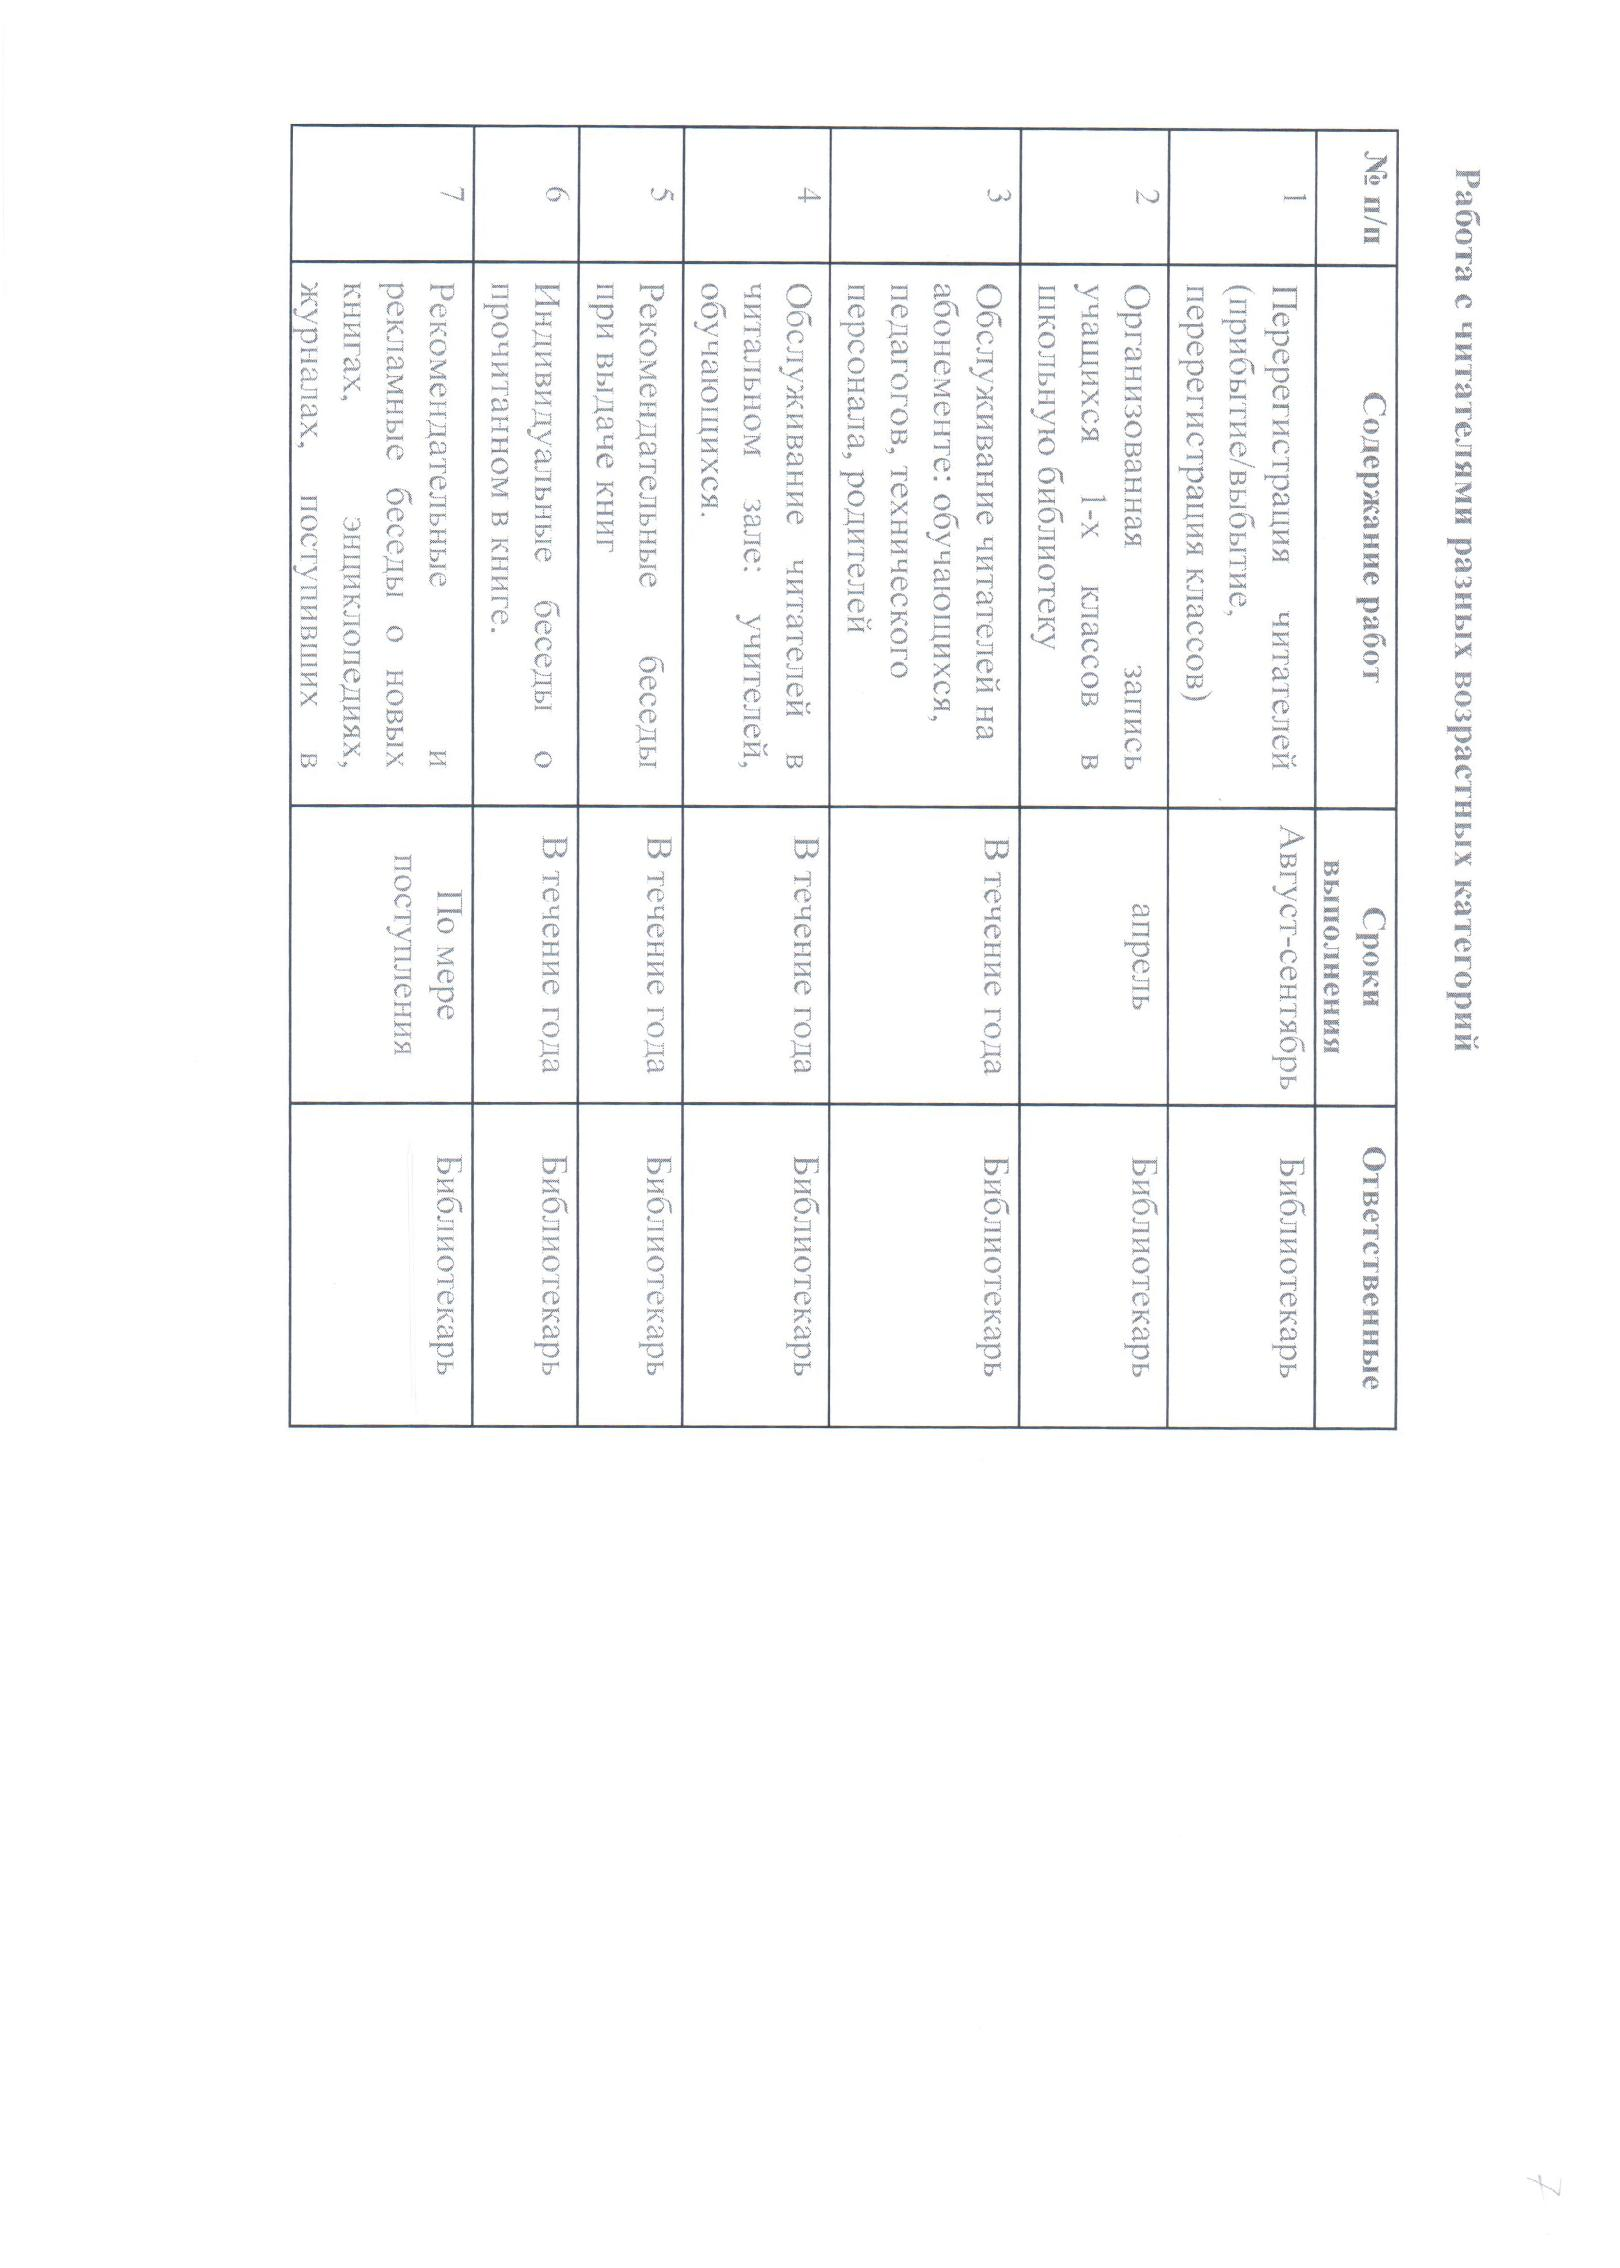 7
Работа с читателями разных возрастных категорий
№ п/п
Содержание работ
Сроки
выполнения
Ответственные
1
Перерегистрация читателей
(прибытие/выбытие,
перерегистрация классов)
Август-сентябрь
Библиотекарь
2
Организованная запись
учащихся 1-х классов в
школьную библиотеку
апрель
Библиотекарь
3
Обслуживание читателей на
абонементе: обучающихся,
педагогов, технического
персонала, родителей
В течение года
Библиотекарь
4
Обслуживание читателей в
читальном зале: учителей,
обучающихся.
В течение года
Библиотекарь
5
Рекомендательные беседы
при выдаче книг
В течение года
Библиотекарь
6
Индивидуальные беседы о
прочитанном в книге.
В течение года
Библиотекарь
7
Рекомендательные и
рекламные беседы о новых
книгах, энциклопедиях,
журналах, поступивших в
По мере
поступления
Библиотекарь